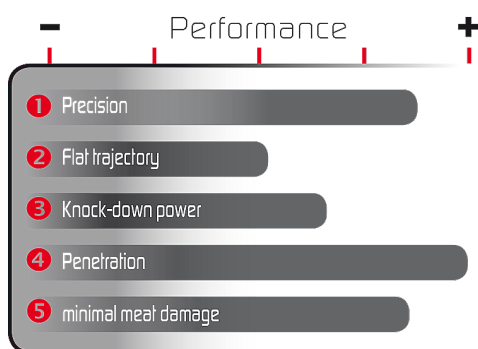 - Performance +
1 Precision
2 Flat trajectory
3 Knock-down power
4 Penetration
5 minimal meat damage